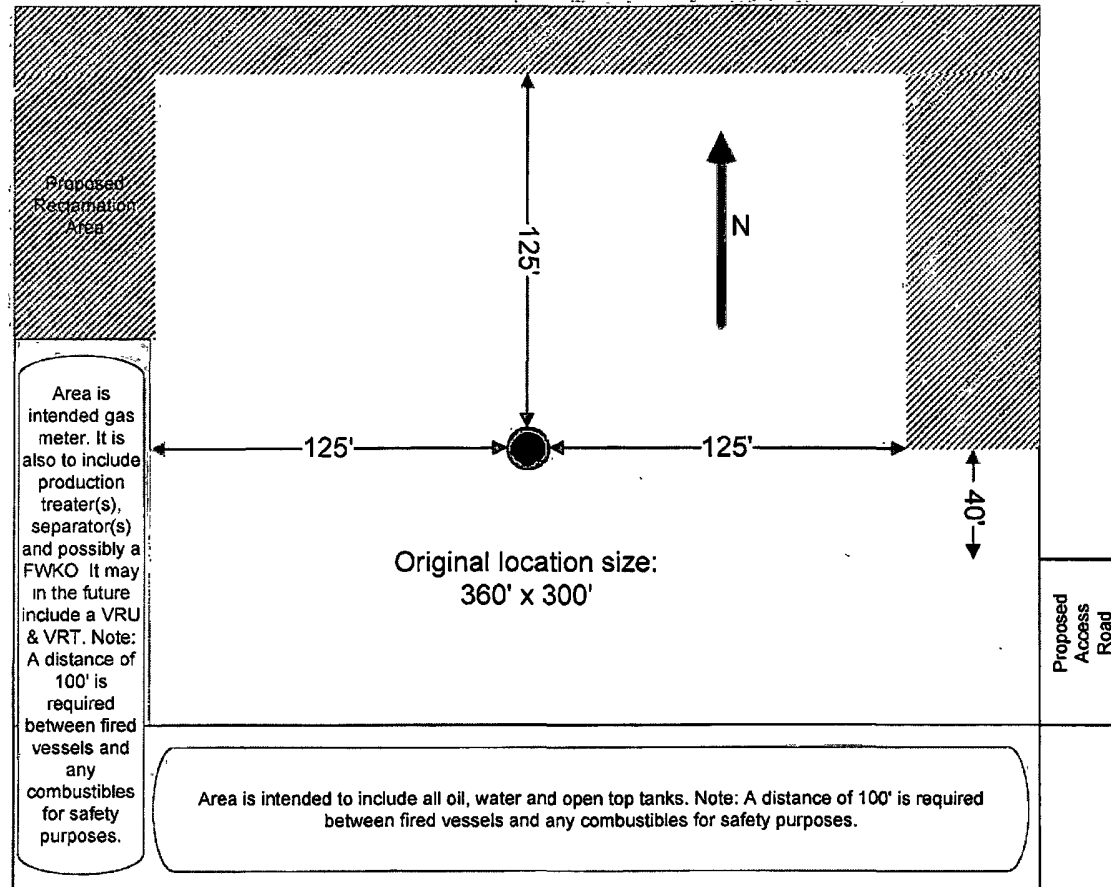 Proposed
Reclamation
Area
125'
N
125'
125'
40'
Area is
intended gas
meter. It is
also to include
production
treater(s),
separator(s)
and possibly a
FWKO It may
in the future
include a VRU
& VRT. Note:
A distance of
100' is
required
between fired
vessels and
any
combustibles
for safety
purposes.
Original location size:
360' x 300'
Proposed
Access
Road
Area is intended to include all oil, water and open top tanks. Note: A distance of 100' is required
between fired vessels and any combustibles for safety purposes.